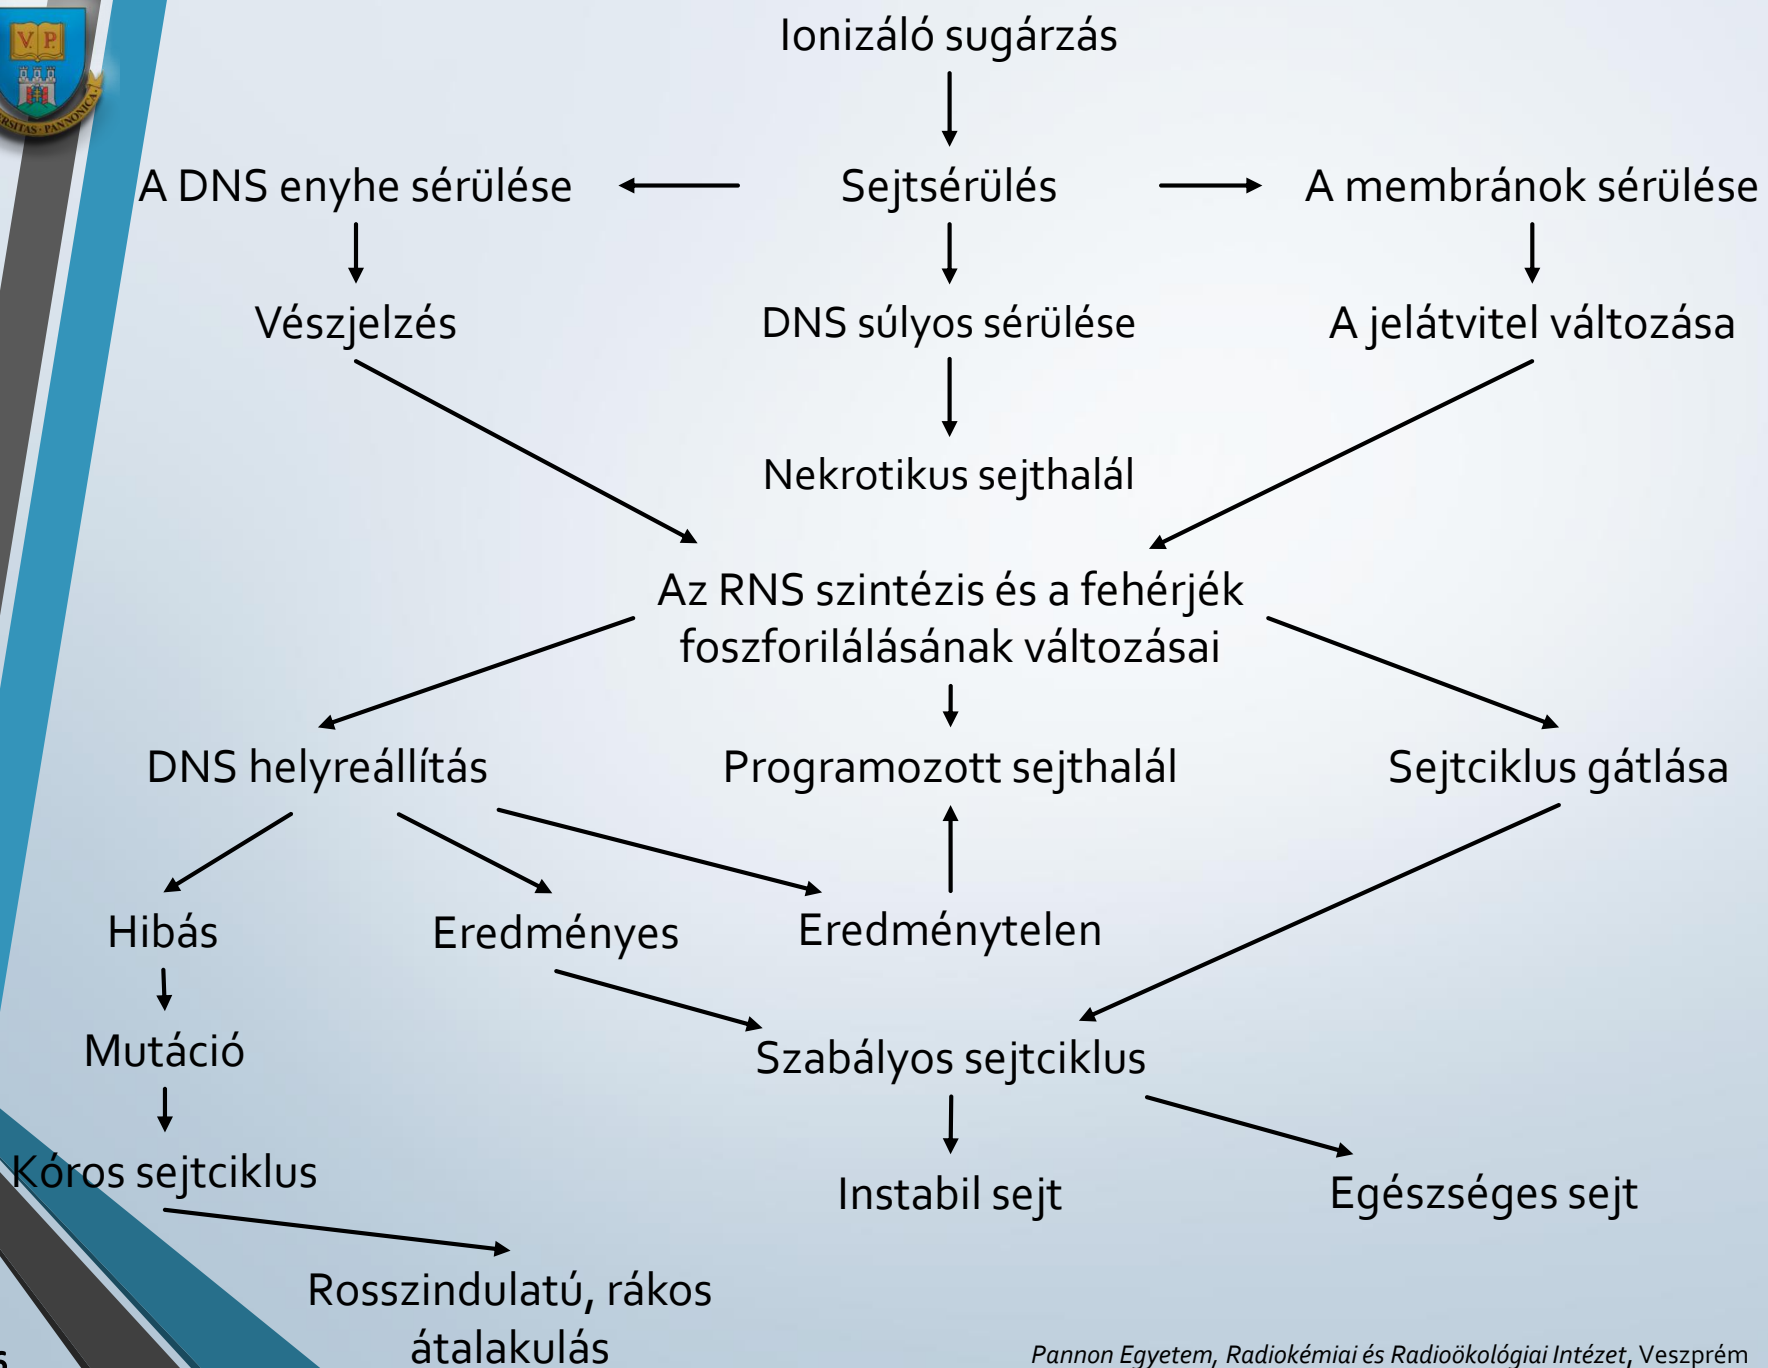 V P
Ionizáló sugárzás
A DNS enyhe sérülése
Sejtsérülés
A membránok sérülése
Vészjelzés
DNS súlyos sérülése
A jelátvitel változása
Nekrotikus sejthalál
Az RNS szintézis és a fehérjék
foszforilálásának változásai
DNS helyreállítás
Programozott sejthalál
Sejtciklus gátlása
Hibás
Eredményes
Eredménytelen
Mutáció
Szabályos sejtciklus
Kóros sejtciklus
Instabil sejt
Egészséges sejt
Rosszindulatú, rákos
átalakulás
Pannon Egyetem, Radiokémiai és Radioökológiai Intézet, Veszprém